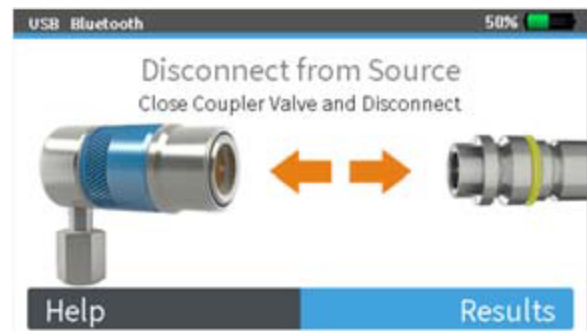 USB Bluetooth 50%
Disconnect from Source
Close Coupler Valve and Disconnect
Help Results